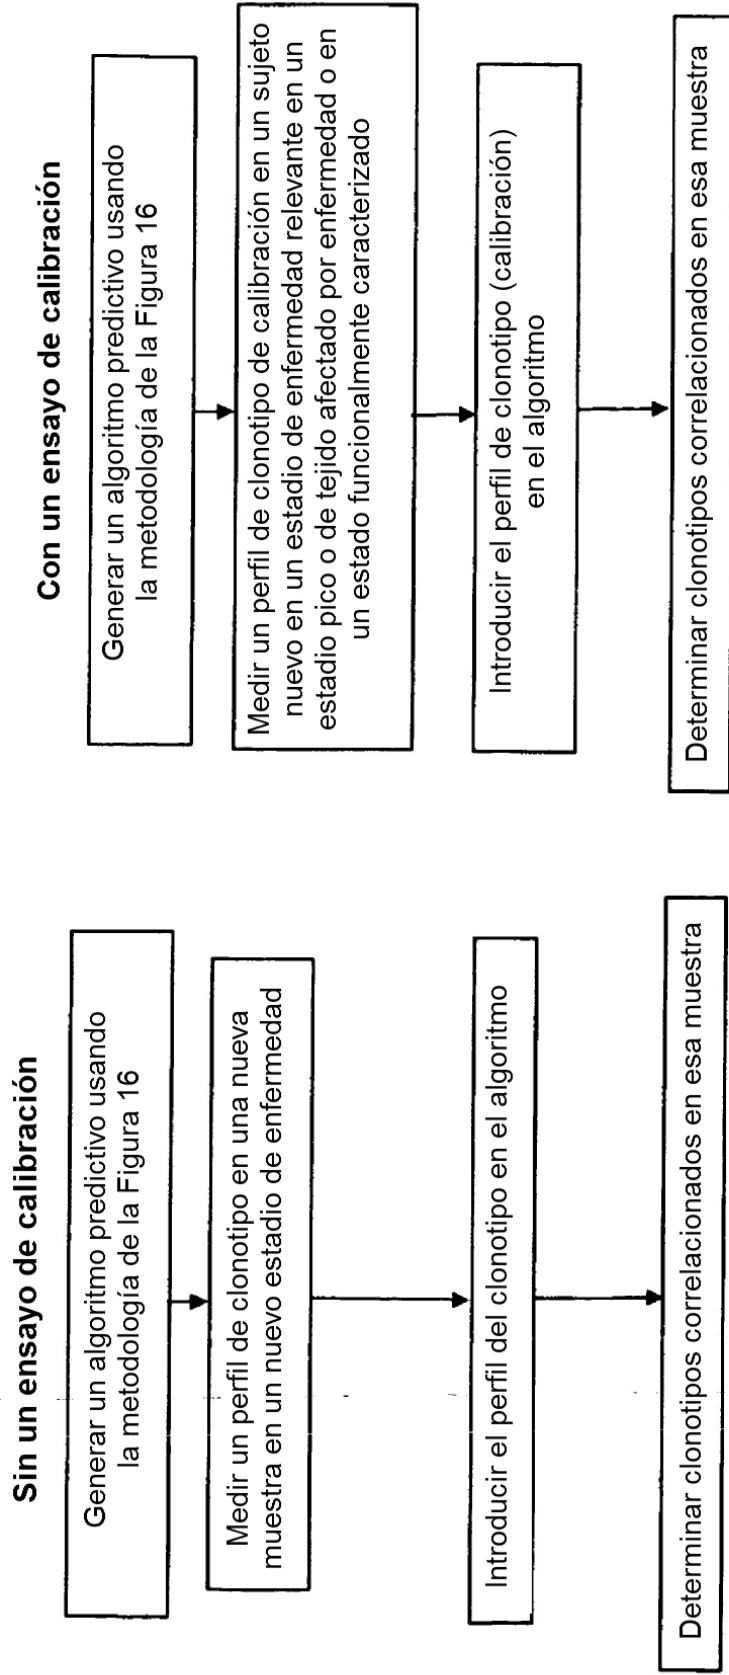 Sin un ensayo de calibración
Generar un algoritmo predictivo usando
la metodología de la Figura 16
Medir un perfil de clonotipo en una nueva
muestra en un nuevo estadio de enfermedad
Introducir el perfil del clonotipo en el algoritmo
Determinar clonotipos correlacionados en esa muestra
Con un ensayo de calibración
Generar un algoritmo predictivo usando
la metodología de la Figura 16
Medir un perfil de clonotipo de calibración en un sujeto
nuevo en un estadio de enfermedad relevante en un
estadio pico o de tejido afectado por enfermedad o en
un estado funcionalmente caracterizado
Introducir el perfil de clonotipo (calibración)
en el algoritmo
Determinar clonotipos correlacionados en esa muestra